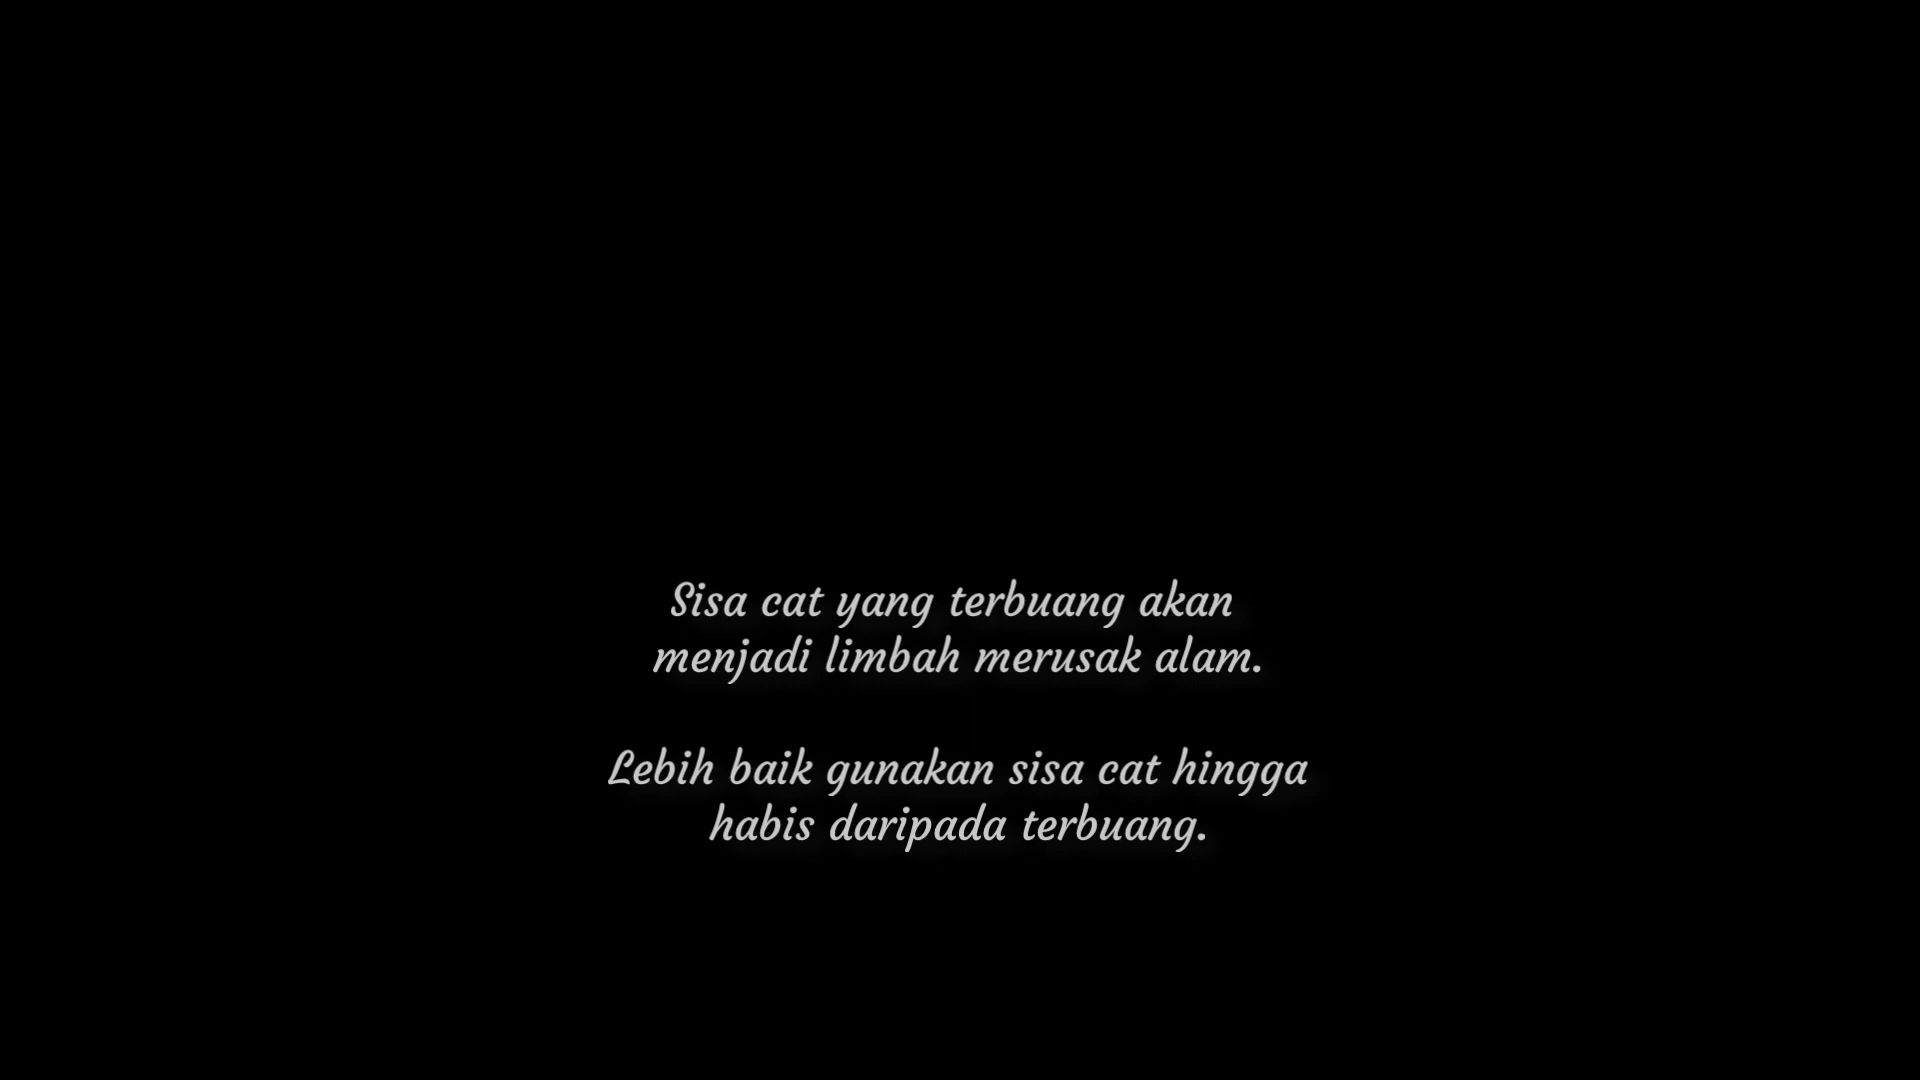 Sisa cat yang terbuang akan
menjadi limbah merusak alam.
Lebih baik gunakan sisa cat hingga
habis daripada terbuang.